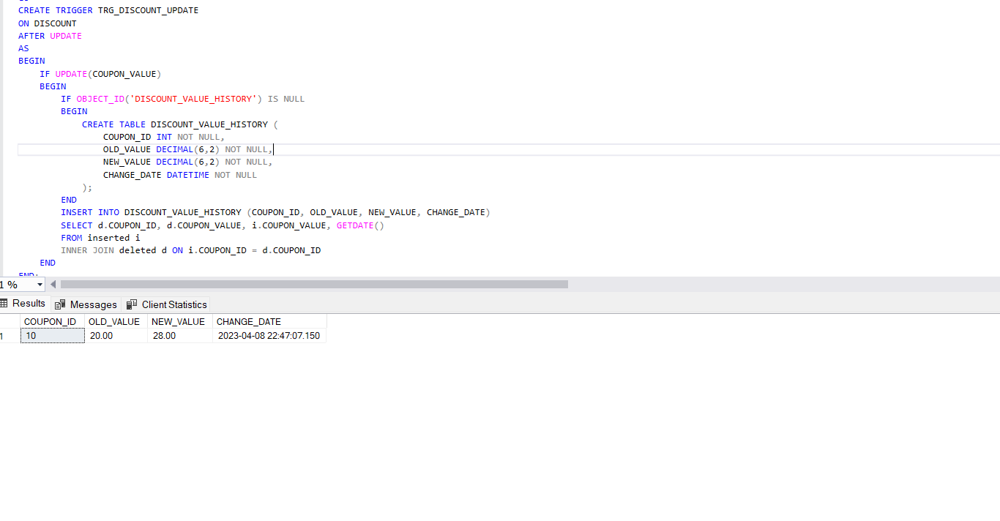 CREATE TRIGGER TRG_DISCOUNT_UPDATE
ON DISCOUNT
AFTER UPDATE
AS
BEGIN
    IF UPDATE(COUPON_VALUE)
    BEGIN
        IF OBJECT_ID('DISCOUNT_VALUE_HISTORY') IS NULL
        BEGIN
            CREATE TABLE DISCOUNT_VALUE_HISTORY (
                COUPON_ID INT NOT NULL,
                OLD_VALUE DECIMAL(6,2) NOT NULL,
                NEW_VALUE DECIMAL(6,2) NOT NULL,
                CHANGE_DATE DATETIME NOT NULL
            );
        END
        INSERT INTO DISCOUNT_VALUE_HISTORY (COUPON_ID, OLD_VALUE, NEW_VALUE, CHANGE_DATE)
        SELECT d.COUPON_ID, d.COUPON_VALUE, i.COUPON_VALUE, GETDATE()
        FROM inserted i
        INNER JOIN deleted d ON i.COUPON_ID = d.COUPON_ID
    END
END;
1 %
Results Messages Client Statistics
COUPON_ID OLD_VALUE NEW_VALUE CHANGE_DATE
1 10 20.00 28.00 2023-04-08 22:47:07.150